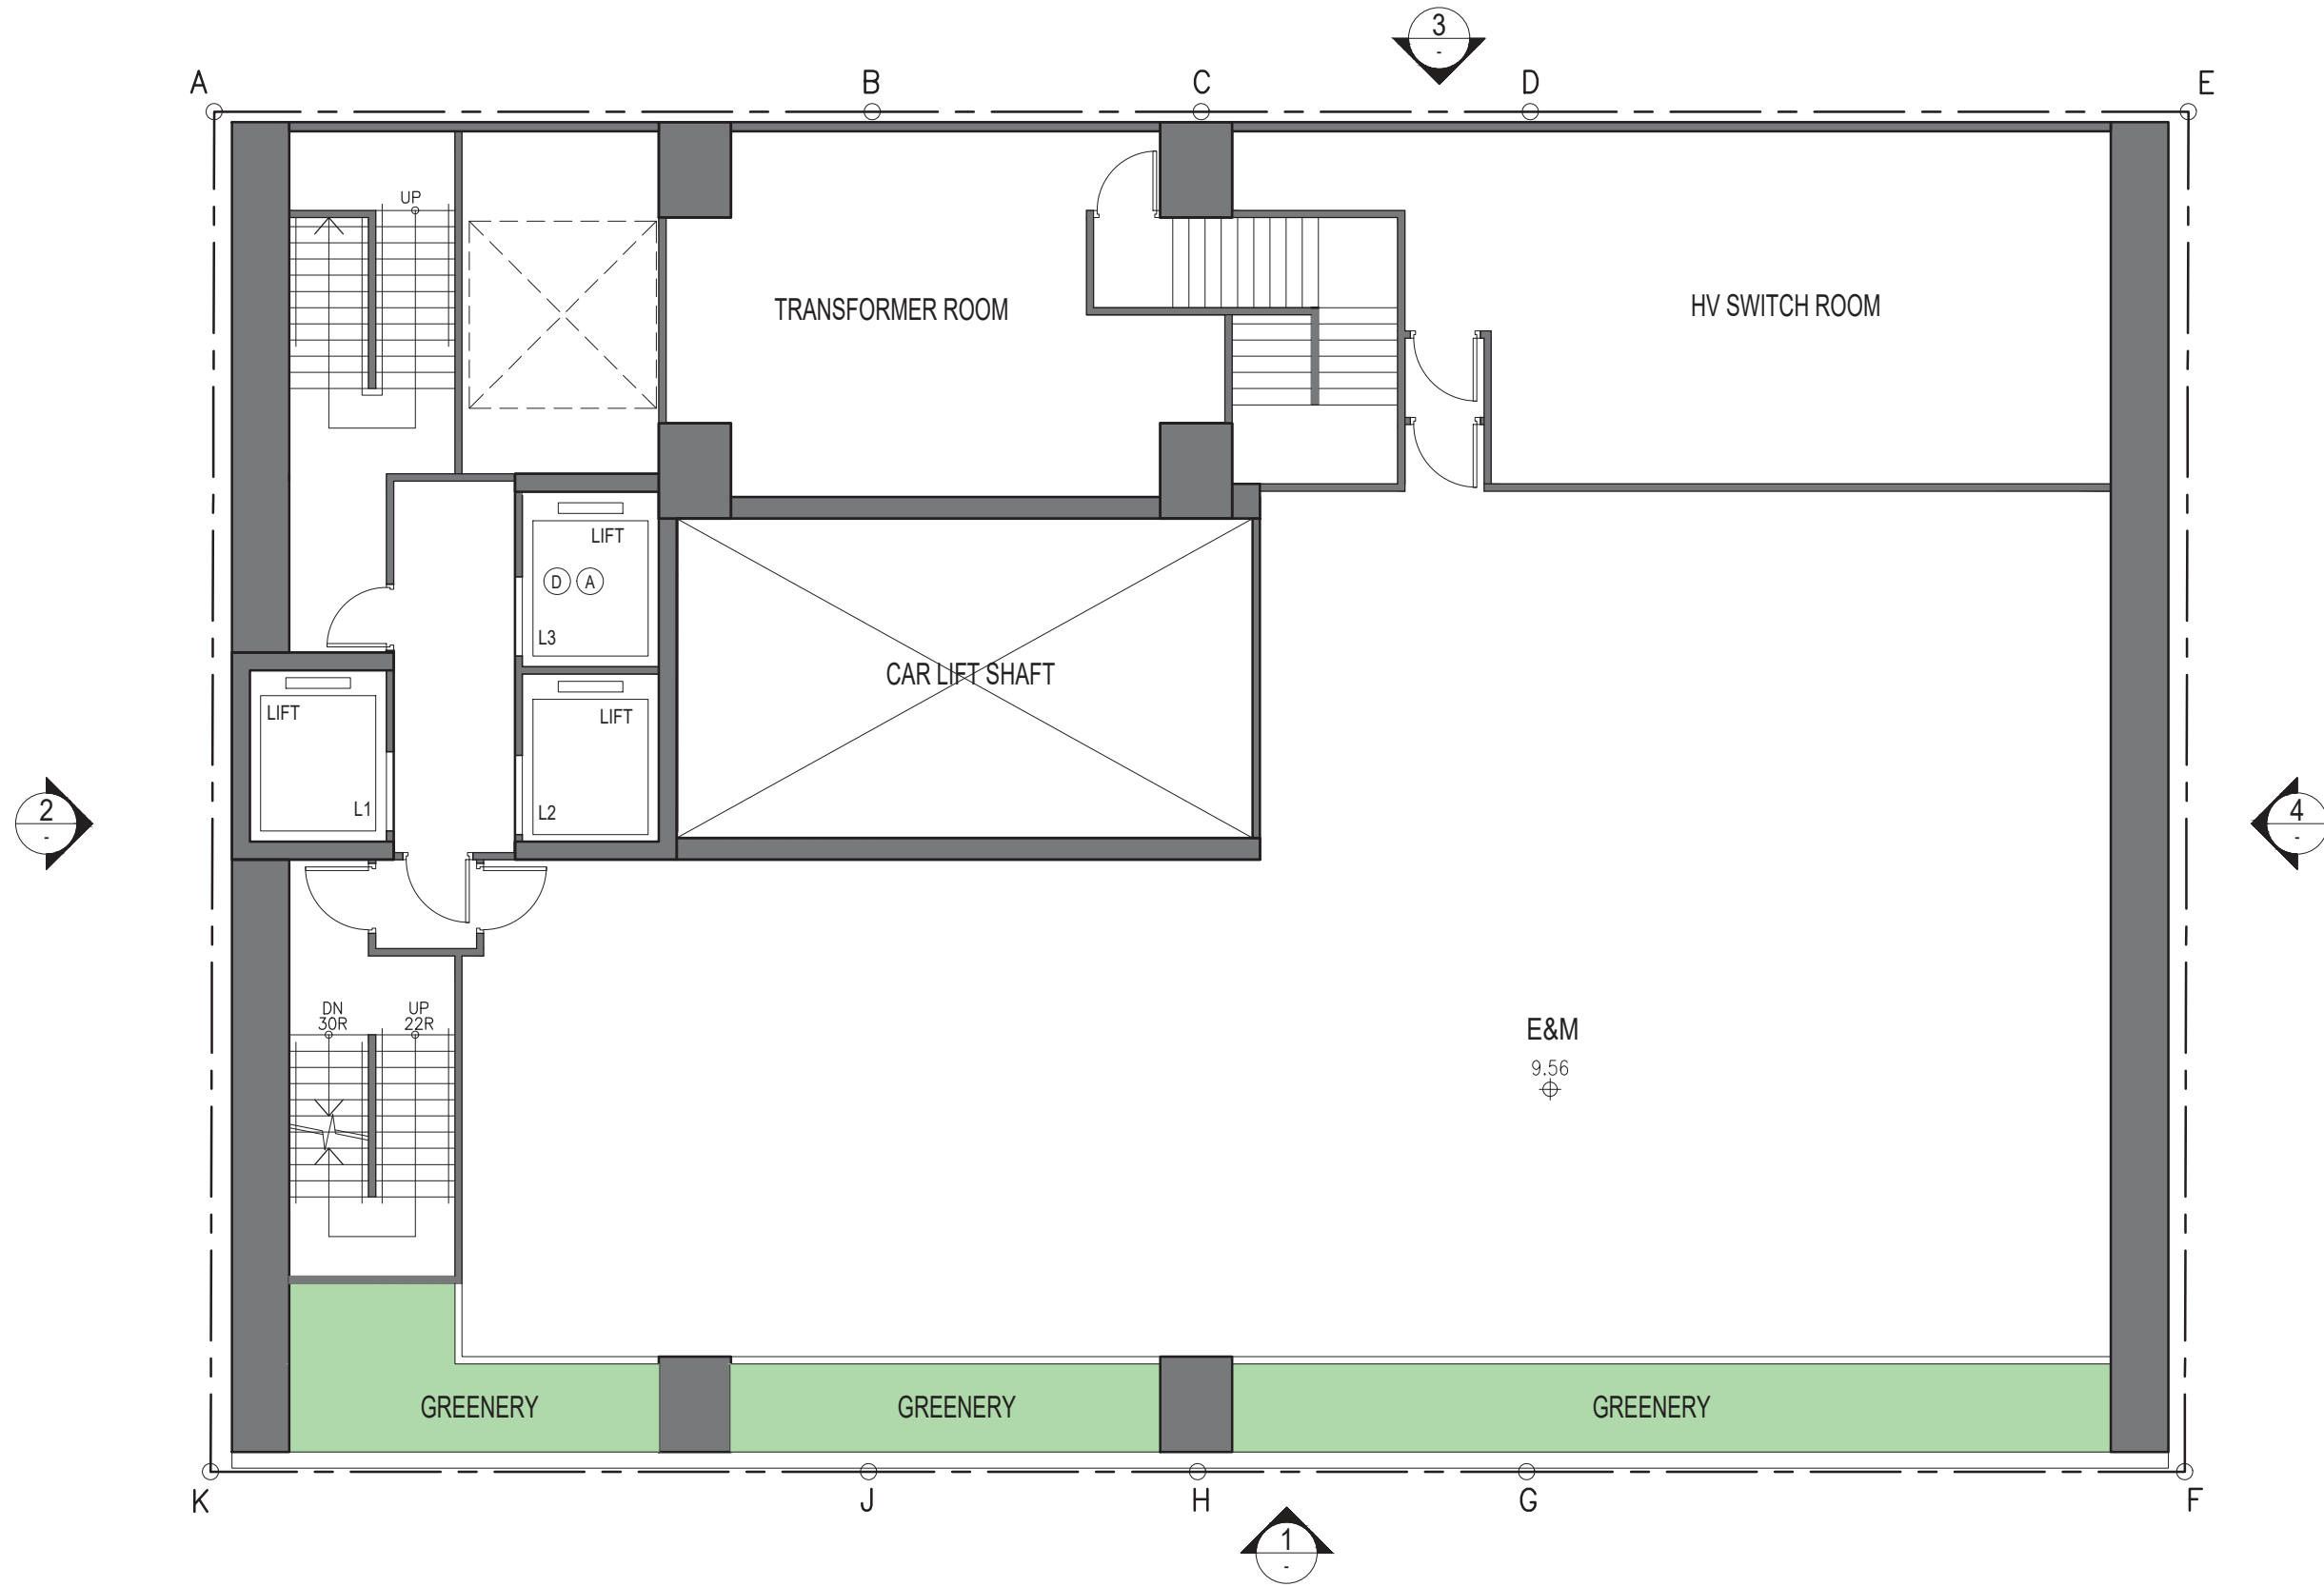 3
-
A
B
C
D
E
UP
TRANSFORMER ROOM
HV SWITCH ROOM
LIFT
D
A
L3
CAR LIFT SHAFT
LIFT
LIFT
L1
L2
2
-
4
-
DN
30R
UP
22R
E&M
9.56
GREENERY
GREENERY
GREENERY
K
J
H
G
F
1
-